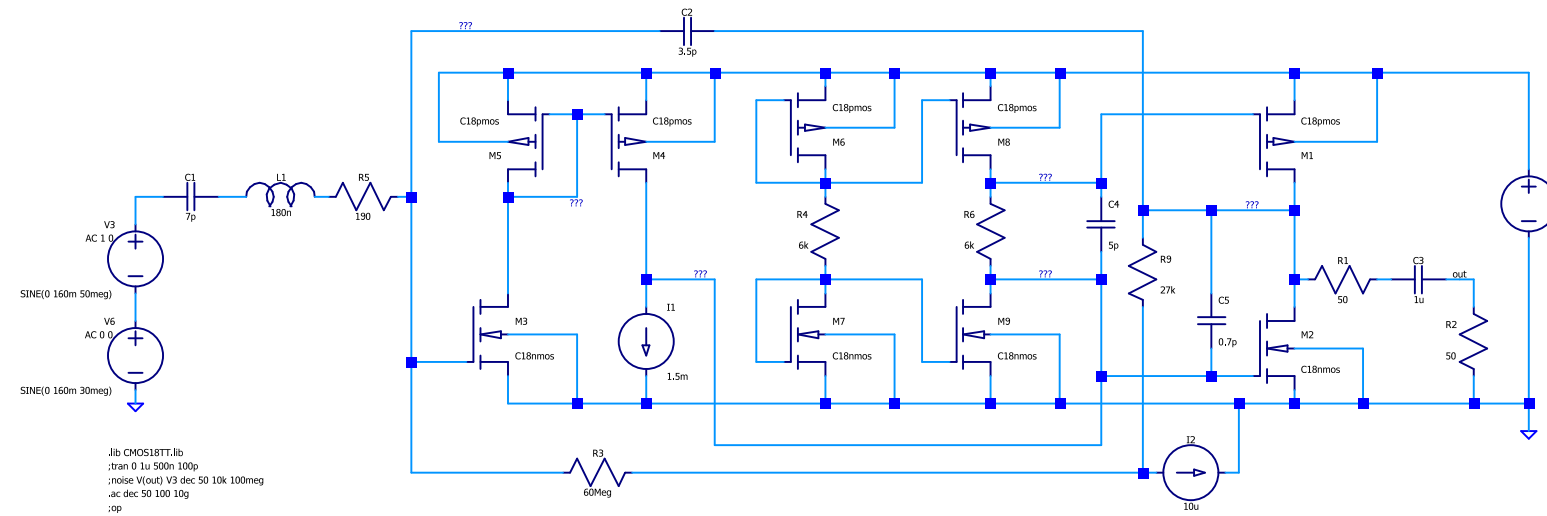 C2
???
3.5p
C18pmos
C18pmos
C18pmos
C18pmos
C18pmos
M5
M4
M6
M8
M1
C1
L1
R5
7p
180n
190
???
???
???
R4
R6
C4
V3
AC 1 0
6k
6k
5p
R9
???
???
27k
R1
C3
out
50
1u
SINE(0 160m 50meg)
I1
M3
M7
M9
C5
M2
R2
V6
AC 0 0
0.7p
C18nmos
C18nmos
C18nmos
50
1.5m
C18nmos
SINE(0 160m 30meg)
I2
R3
60Meg
10u
.lib CMOS18TT.lib
;tran 0 1u 500n 100p
;noise V(out) V3 dec 50 10k 100meg
.ac dec 50 100 10g
;op